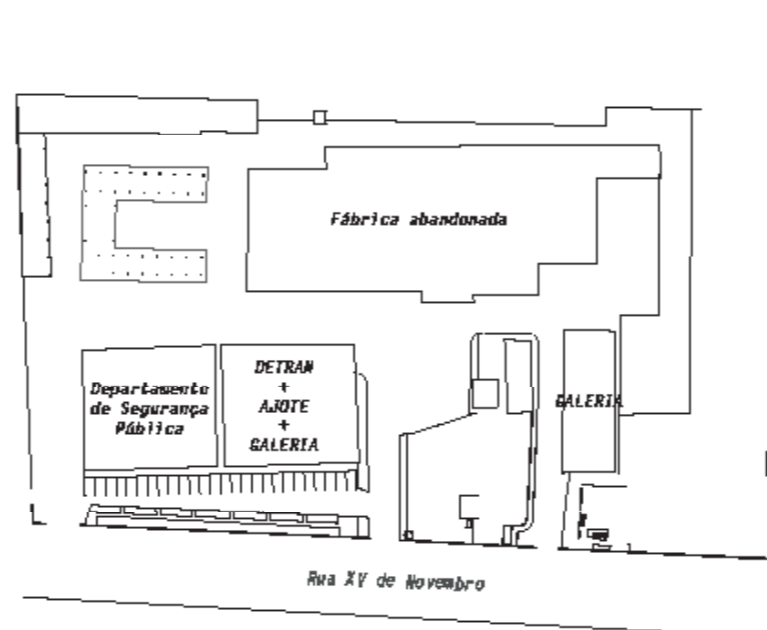 Fábrica abandonada
Departamento
de Segurança
Pública
DETRAN
+
AJOTE
+
GALERIA
GALERIA
Rua XV de Novembro